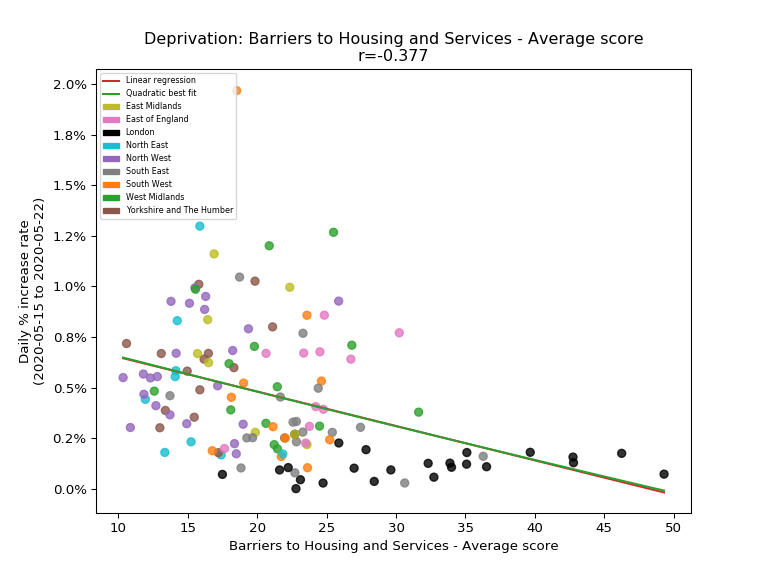 Deprivation: Barriers to Housing and Services - Average score
r=-0.377
Linear regression
Quadratic best fit
East Midlands
East of England
London
North East
North West
South East
South West
West Midlands
Yorkshire and The Humber
2.0%
1.8%
1.5%
1.2%
1.0%
0.8%
0.5%
0.2%
0.0%
Daily % increase rate
(2020-05-15 to 2020-05-22)
10 15 20 25 30 35 40 45 50
Barriers to Housing and Services - Average score